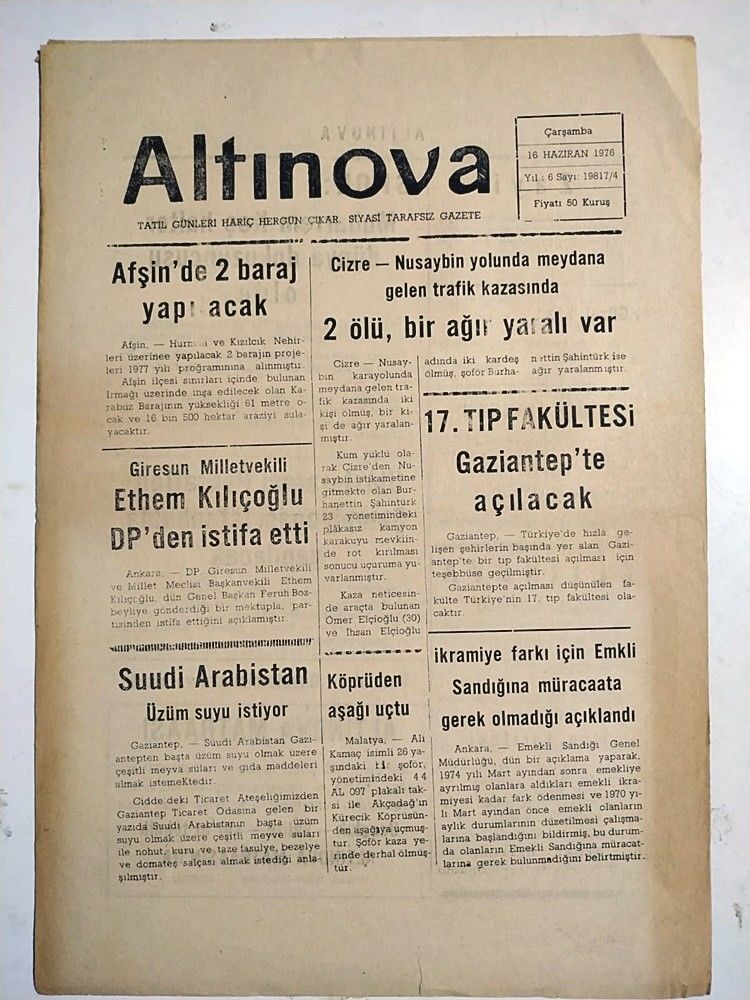 Altınova
TATİL GÜNLERİ HARİÇ HERGÜN ÇIKAR. SİYASİ TARAFSIZ GAZETE
Çarşamba
16 HAZIRAN 1976
Yıl : 6 Sayı: 19817/4
Fiyatı 50 Kuruş
Afşin'de 2 baraj
yapı acak
Afşin, — ve Kızılcık Nehir-
leri üzerinee yapılacak 2 barajın proje-
leri 1977 yılı proğramınına alınmıştır.
Afşin ilçesi sınırları içinde bulunan
Irmağı üzerinde inşa edilecek olan Ka-
rabuz Barajının yüksekliği 61 metre o-
cak ve 16 bin 500 hektar araziyi sula-
yacaktır.
Giresun Milletvekili
Ethem Kılıçoğlu
DP'den istifa etti
Ankara, — DP Giresun Milletvekili
ve Millet Meclisi Başkanvekili Ethem
Kılıçoğlu, dün Genel Başkan Feruh Boz-
beyliye gönderdiği bir mektupla, par-
tisinden istifa ettiğini açıklamıştır.
Suudi Arabistan
Üzüm suyu istiyor
Gaziantep, — Suudi Arabistan Gazi-
antepten başta üzüm suyu olmak üzere
çeşitli meyva süları ve gıda maddeleri
almak istemektedir.
Cidde'deki Ticaret Ateşeliğimizden
Gaziantep Ticaret Odasına gelen bir
yazıda Suudi Arabistanın başta üzüm
suyu olmak üzere çeşitli meyve suları
ile nohut, kuru ve taze fasulye, bezelye
ve domates salçası almak istediği anla-
şılmıştır.
Cizre — Nusaybin yolunda meydana
gelen trafik kazasında
2 ölü, bir ağır yaralı var
Cizre — Nusay-
bin karayolunda
meydana gelen tra-
fik kazasında iki
kişi ölmuş, bir ki-
şi de ağır yaralan-
mıştır.
Kum yüklü ola-
rak Cizre'den Nu-
saybin istikametine
gitmekte olan Bur-
hanettin Şahintürk
23 yönetimindeki
plâkasız kamyon
karakuyu mevkiin-
de rot kırılması
sonucu uçuruma yu-
varlanmıştır.
Kaza neticesin-
de araçta bulunan
Ömer Elçioğlu (30)
ve İhsan Elçioğlu
adında iki kardeş
ölmüş, şoför Burha-
nettin Şahintürk ise
ağır yaralanmıştır.
Köprüden
aşağı uçtu
Malatya, — Ali
Kamaç isimli 26 ya-
şındaki bir şoför,
yönetimindeki 44
AL 097 plakalı tak-
si ile Akçadağ'ın
Kürecik Köprüsün-
den aşağıya uçmuş-
tur. Şoför kaza ye-
rinde derhal ölmüş-
tür.
17. TIP FAKÜLTESİ
Gaziantep'te
açılacak
Gaziantep, — Türkiye'de hızla ge-
lişen şehirlerin başında yer alan Gazi-
antep'te bir tıp fakültesi açılması için
teşebbüse geçilmiştir.
Gaziantepte açılması düşünülen fa-
külte Türkiye'nin 17. tıp fakültesi ola-
caktır.
ikramiye farkı için Emkli
Sandığına müracaata
gerek olmadığı açıklandı
Ankara, — Emekli Sandığı Genel
Müdürlüğü, dün bir açıklama yaparak,
1974 yılı Mart ayından sonra emekliye
ayrılmış olanlara aldıkları emekli ikra-
miyesi kadar fark ödenmesi ve 1970 yı-
lı Mart ayından önce emekli olanların
aylık durumlarının düzetilmesi çalışma-
larına başlandığını bildirmiş, bu durum-
da olanların Emekli Sandığına müracat-
larına gerek bulunmadığını belirtmiştir.